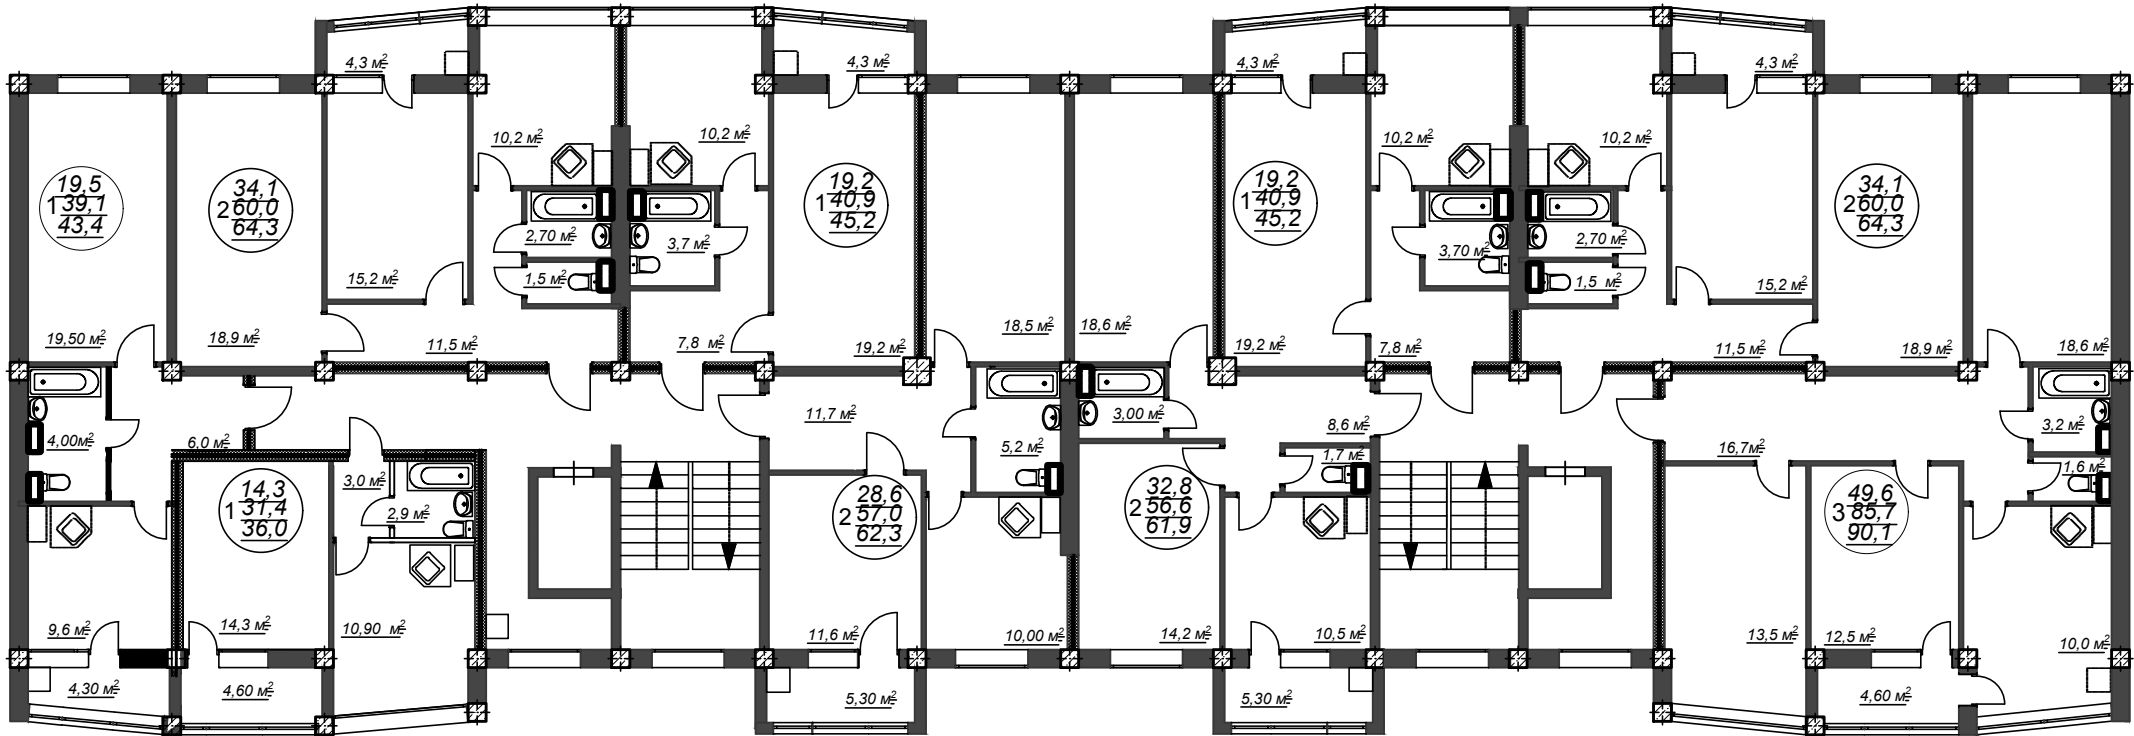 4,3 м²
4,3 м²
4,3 м²
4,3 м²
10,2 м²
10,2 м²
10,2 м²
10,2 м²
19,5
1 39,1
43,4
34,1
2 60,0
64,3
19,2
1 40,9
45,2
19,2
1 40,9
45,2
34,1
2 60,0
64,3
2,70 м²
3,7 м²
3,70 м²
2,70 м²
15,2 м²
1,5 м²
1,5 м²
15,2 м²
19,50 м²
18,9 м²
11,5 м²
7,8 м²
19,2 м²
18,5 м²
18,6 м²
19,2 м²
7,8 м²
11,5 м²
18,9 м²
18,6 м²
4,00м²
6,0 м²
11,7 м²
5,2 м²
3,00 м²
8,6 м²
1,7 м²
16,7м²
3,2 м²
1,6 м²
14,3
1 31,4
36,0
3,0 м²
2,9 м²
28,6
2 57,0
62,3
32,8
2 56,6
61,9
49,6
3 85,7
90,1
9,6 м²
14,3 м²
10,90 м²
11,6 м²
10,00 м²
14,2 м²
10,5 м²
13,5 м²
12,5 м²
10,0 м²
4,30 м²
4,60 м²
5,30 м²
5,30 м²
4,60 м²